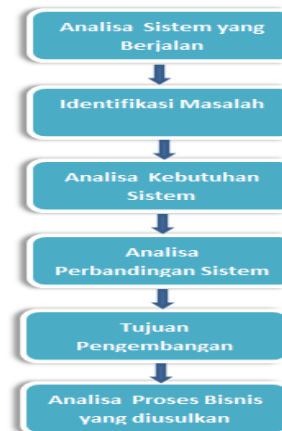 Analisa Sistem yang
Berjalan
Identifikasi Masalah
Analisa Kebutuhan
Sistem
Analisa
Perbandingan Sistem
Tujuan
Pengembangan
Analisa Proses Bisnis
yang diusulkan